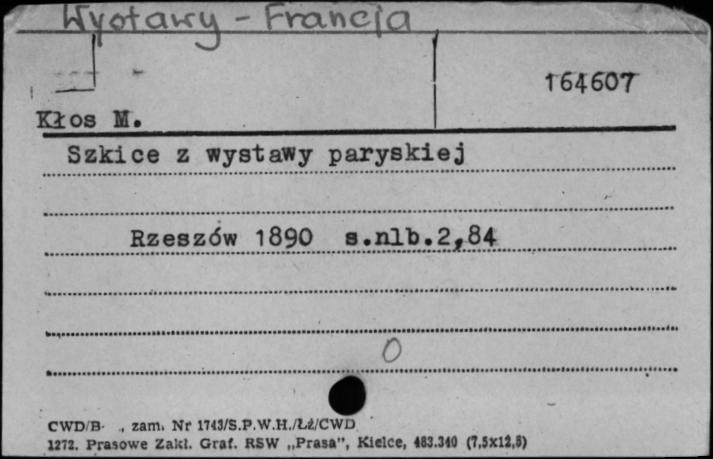 Wystawy - Francja
164607
Kłos M.
Szkice z wystawy paryskiej
Rzeszów 1890 s.nlb.2,84
0
CWD/B- , zam. Nr 1743/S.P.W.H./Łż/CWD
1272. Prasowe Zakł. Graf. RSW „Prasa”, Kielce, 483.340 (7,5x12,8)